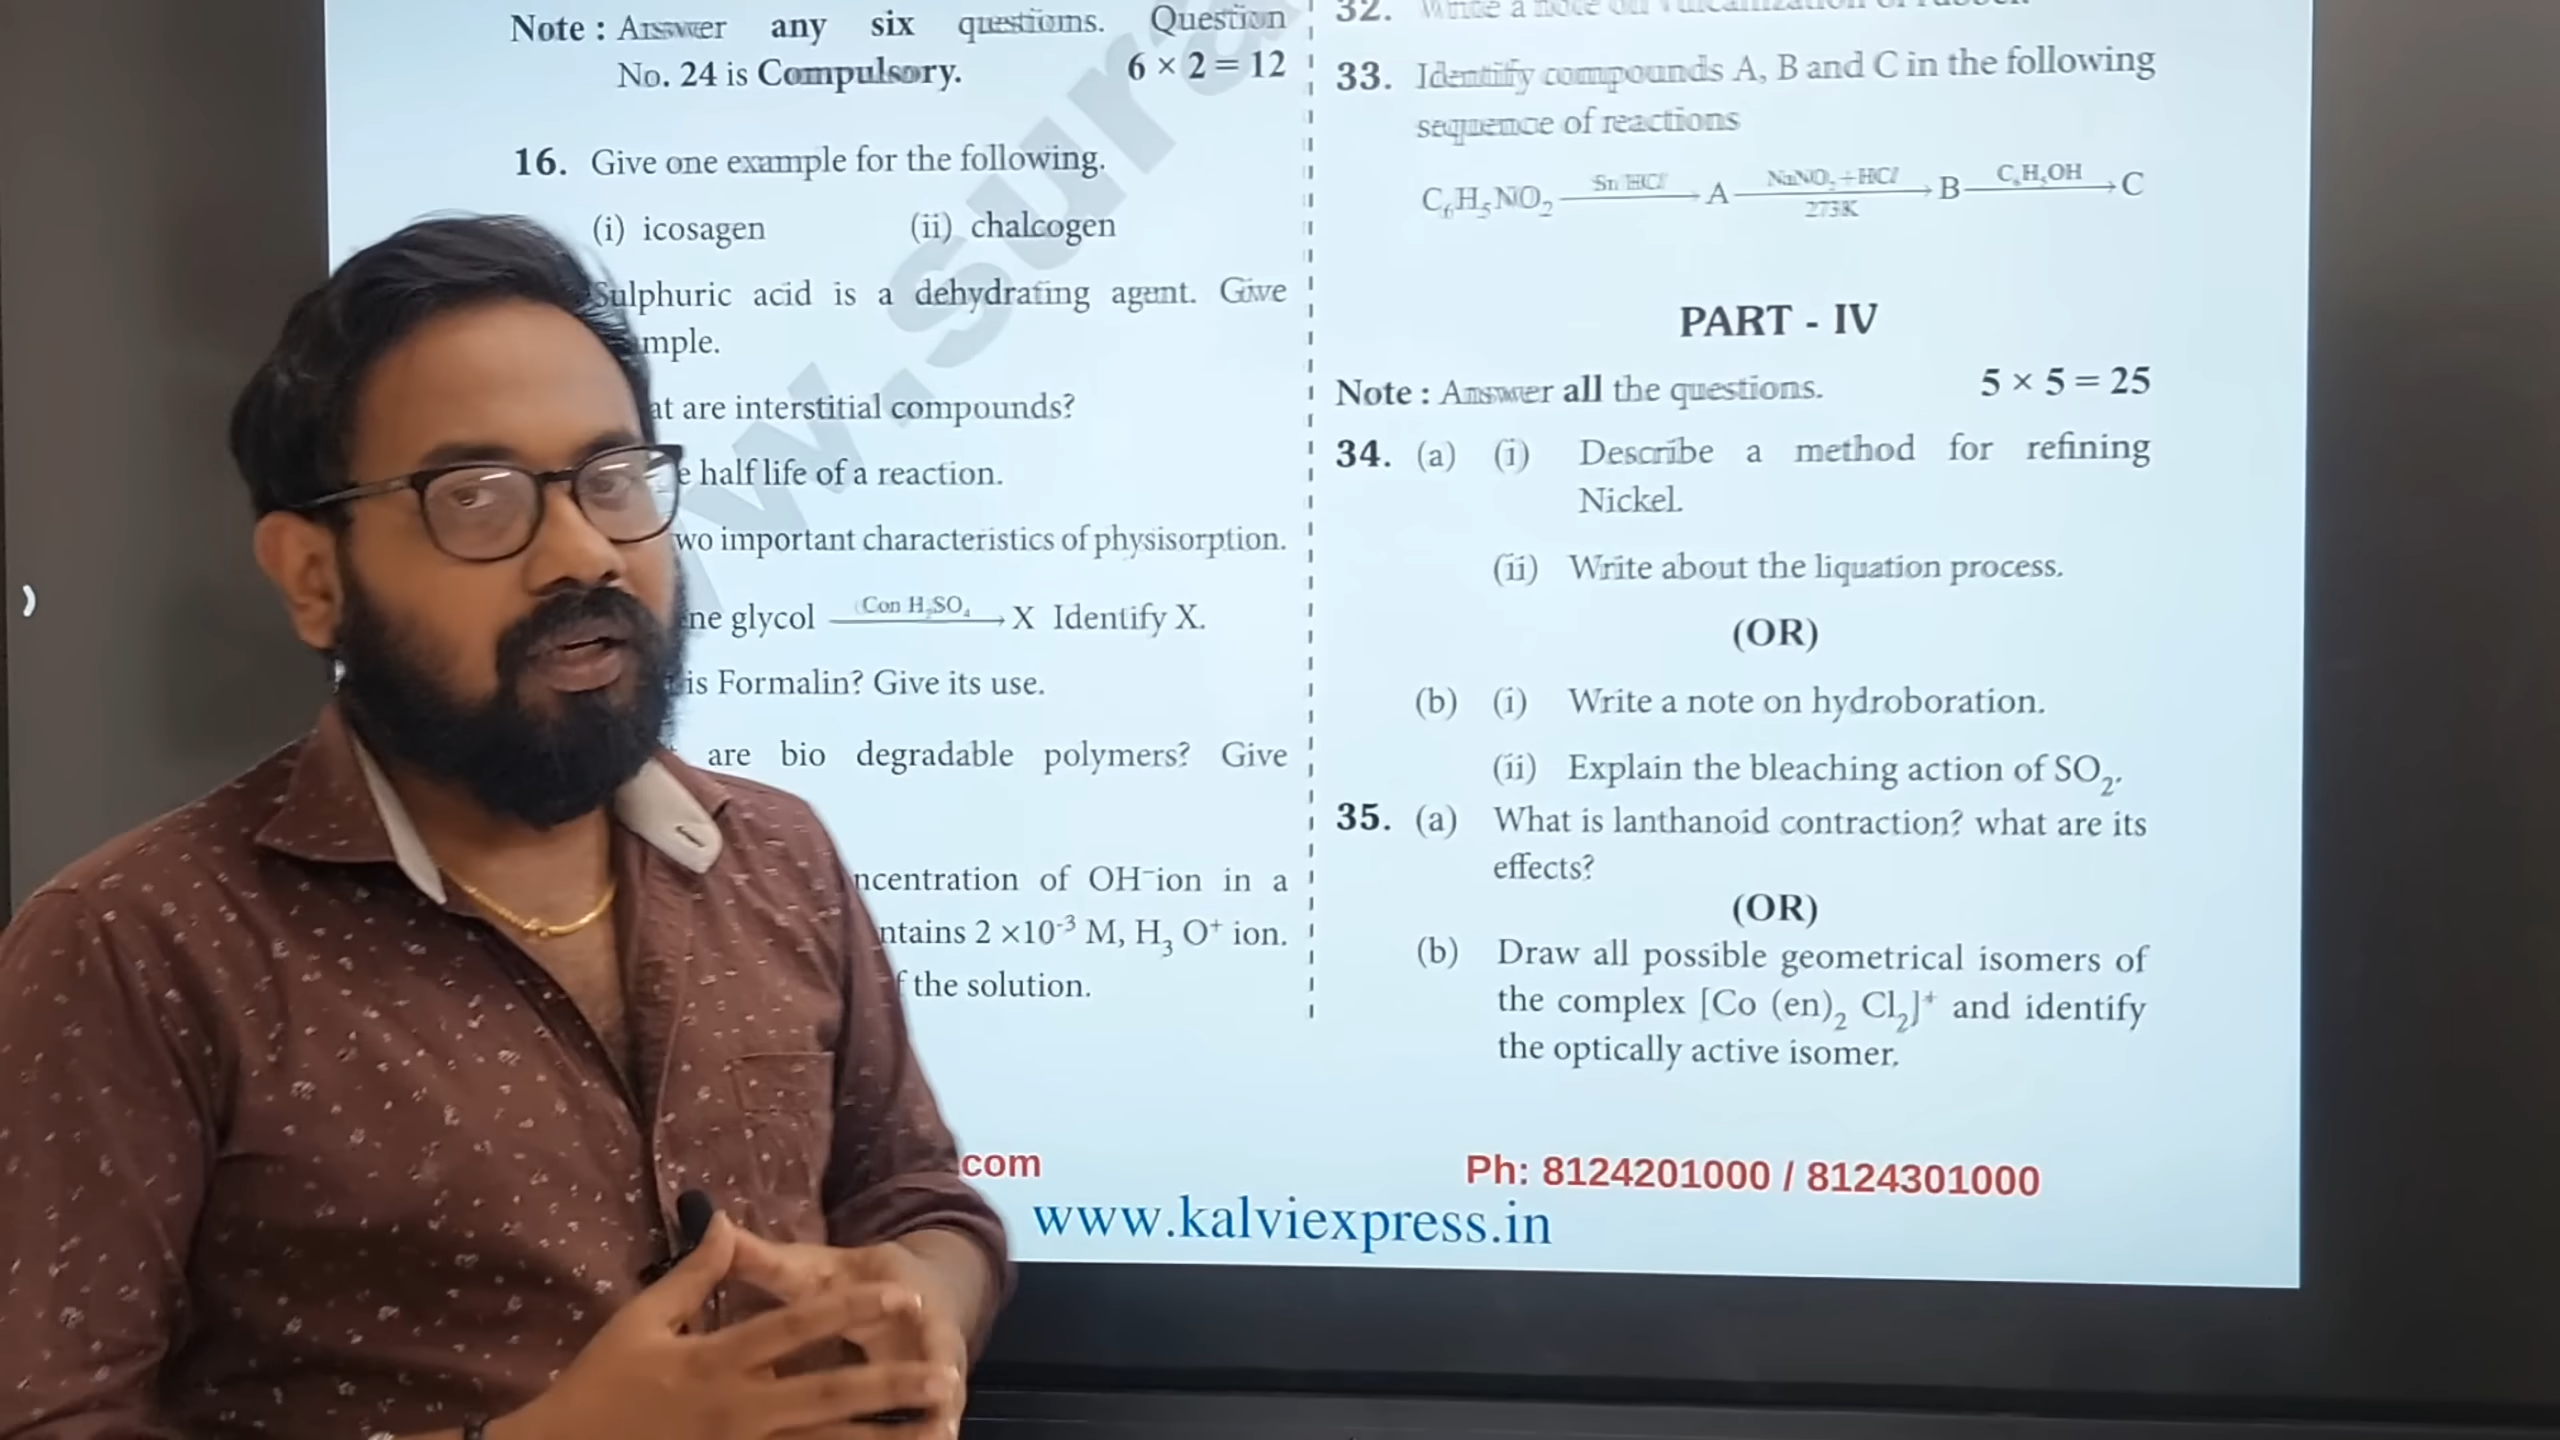 Note : Answer any six questions. Question
No. 24 is Compulsory. 6 × 2 = 12
16. Give one example for the following.
(i) icosagen (ii) chalcogen
Sulphuric acid is a dehydrating agent. Give
mple.
at are interstitial compounds?
e half life of a reaction.
wo important characteristics of physisorption.
ne glycol Con H₂SO₄ → X Identify X.
is Formalin? Give its use.
are bio degradable polymers? Give
ncentration of OH⁻ion in a
ntains 2 ×10⁻³ M, H₃ O⁺ ion.
f the solution.
32. Write a note on vulcanization of rubber.
33. Identify compounds A, B and C in the following
sequence of reactions
C₆H₅NO₂ Sn/HCl → A NaNO₂+HCl 273K → B C₆H₅OH → C
PART - IV
Note : Answer all the questions. 5 × 5 = 25
34. (a) (i) Describe a method for refining
Nickel.
(ii) Write about the liquation process.
(OR)
(b) (i) Write a note on hydroboration.
(ii) Explain the bleaching action of SO₂.
35. (a) What is lanthanoid contraction? what are its
effects?
(OR)
(b) Draw all possible geometrical isomers of
the complex [Co (en)₂ Cl₂]⁺ and identify
the optically active isomer.
com
Ph: 8124201000 / 8124301000
www.kalviexpress.in